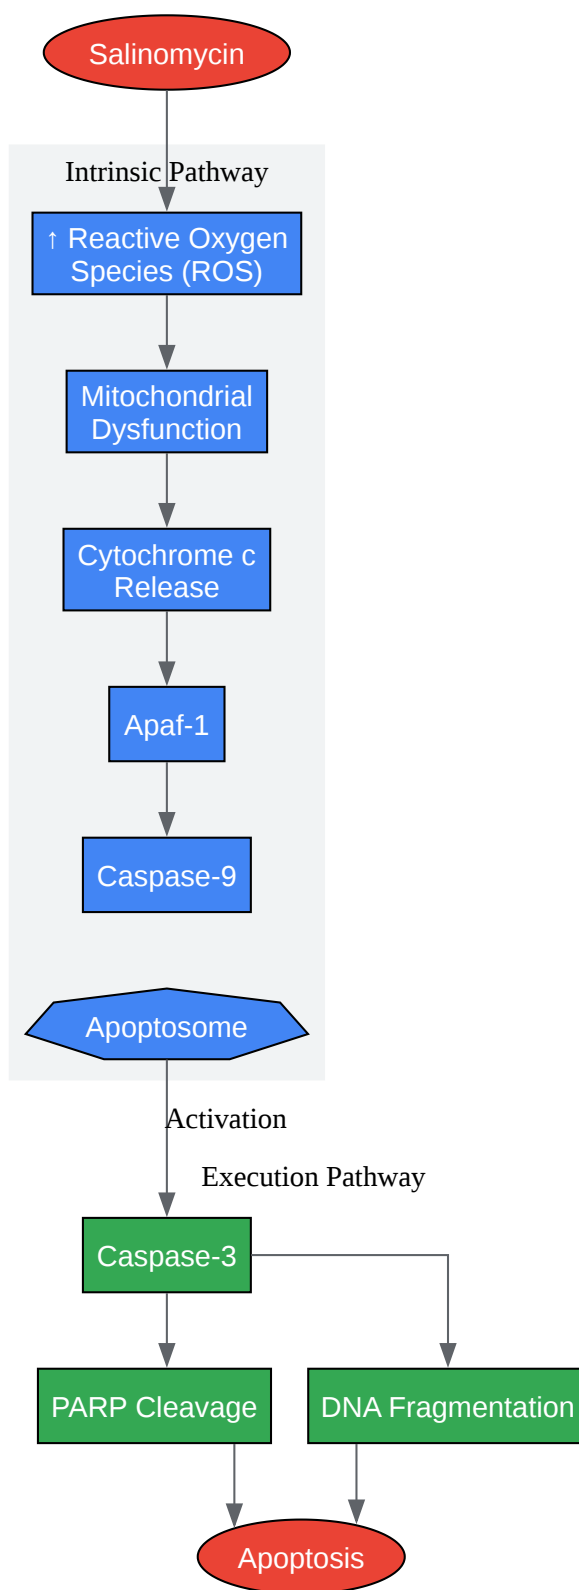 Salinomycin
Intrinsic Pathway
↑ Reactive Oxygen
Species (ROS)
Mitochondrial
Dysfunction
Cytochrome c
Release
Apaf-1
Caspase-9
Apoptosome
Activation
Execution Pathway
Caspase-3
PARP Cleavage
DNA Fragmentation
Apoptosis